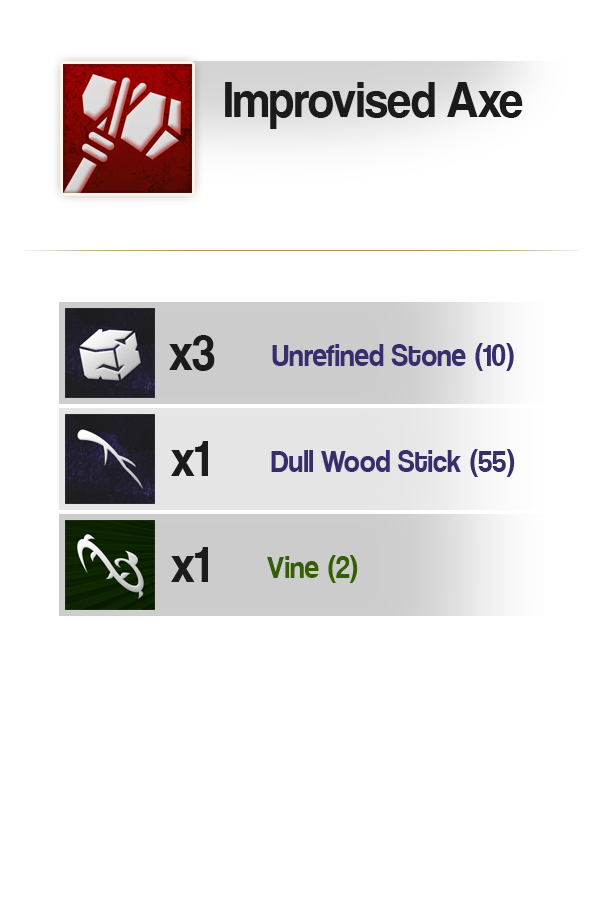 Improvised Axe
x3 Unrefined Stone (10)
x1 Dull Wood Stick (55)
x1 Vine (2)